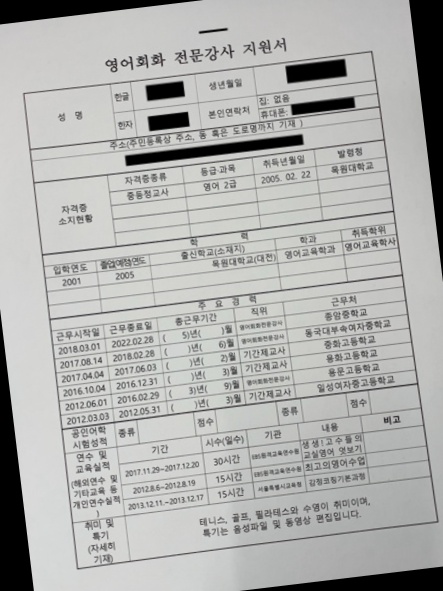 영어회화 전문강사 지원서
성 명
한글
생년월일
한자
본인연락처
집: 없음
휴대폰:
주소(주민등록상 주소, 동 혹은 도로명까지 기재 )
자격증 소지현황
자격증종류 등급·과목 취득년월일 발령청
중등정교사 영어 2급 2005. 02. 22 목원대학교
학 력
입학연도 졸업(예정)연도 출신학교(소재지) 학과 취득학위
2001 2005 목원대학교(대전) 영어교육학과 영어교육학사
주 요 경 력
근무시작일 근무종료일 총근무기간 직위 근무처
2018.03.01 2022.02.28 ( 5)년( )월 영어회화전문강사 중암중학교
2017.08.14 2018.02.28 ( )년( 6)월 영어회화전문강사 동국대부속여자중학교
2017.04.04 2017.06.03 ( )년( 2)월 기간제교사 중화고등학교
2016.10.04 2016.12.31 ( )년( 3)월 기간제교사 용화고등학교
2012.06.01 2016.02.29 ( 3)년( 9)월 영어회화전문강사 용문고등학교
2012.03.03 2012.05.31 ( )년( 3)월 기간제교사 일성여자고등학교
공인어학 시험성적 종류 점수 종류 점수
연수 및 교육실적
(해외연수 및 기타교육 등 개인연수실적 )
기간 시수(일수) 기관 내용 비고
2017.11.29~2017.12.20 30시간 EBS원격교육연수원 생생!고수들의 교실영어 엿보기
2012.8.6~2012.8.19 15시간 EBS원격교육연수원 최고의영어수업
2013.12.11.~2013.12.17 15시간 서울특별시교육청 감정코칭기본과정
취미 및 특기 (자세히 기재)
테니스, 골프, 필라테스와 수영이 취미이며,
특기는 음성파일 및 동영상 편집입니다.